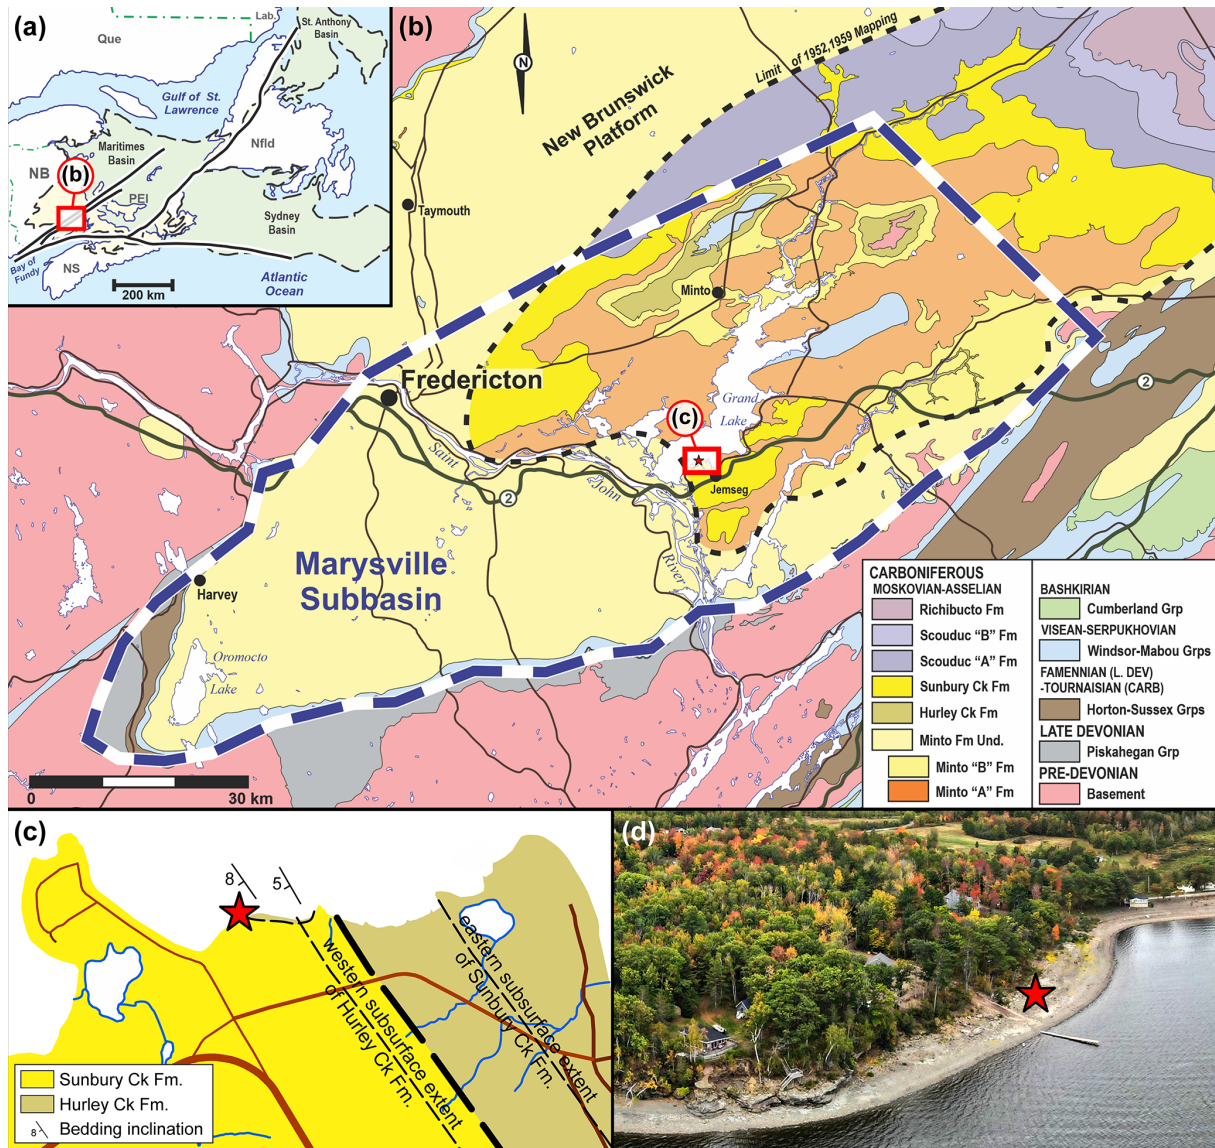 (a)
Que
Lab.
St. Anthony
Basin
Gulf of St.
Lawrence
Maritimes
Basin
Nfld
NB
(b)
PEI
Sydney
Basin
Bay of
Fundy
NS
200 km
Atlantic
Ocean
(b)
N
New Brunswick
Platform
Limit of 1952,1959 Mapping
Taymouth
Minto
Fredericton
Grand
Lake
(c)
Saint
John
River
2
2
Jemseg
Marysville
Subbasin
Harvey
Oromocto
Lake
0
30 km
CARBONIFEROUS
MOSKOVIAN-ASSELIAN
Richibucto Fm
Scouduc “B” Fm
Scouduc “A” Fm
Sunbury Ck Fm
Hurley Ck Fm
Minto Fm Und.
Minto “B” Fm
Minto “A” Fm
BASHKIRIAN
Cumberland Grp
VISEAN-SERPUKHOVIAN
Windsor-Mabou Grps
FAMENNIAN (L. DEV)
-TOURNAISIAN (CARB)
Horton-Sussex Grps
LATE DEVONIAN
Piskahegan Grp
PRE-DEVONIAN
Basement
(c)
8
5
western subsurface extent
of Hurley Ck Fm.
eastern subsurface extent
of Sunbury Ck Fm.
Sunbury Ck Fm.
Hurley Ck Fm.
8
Bedding inclination
(d)